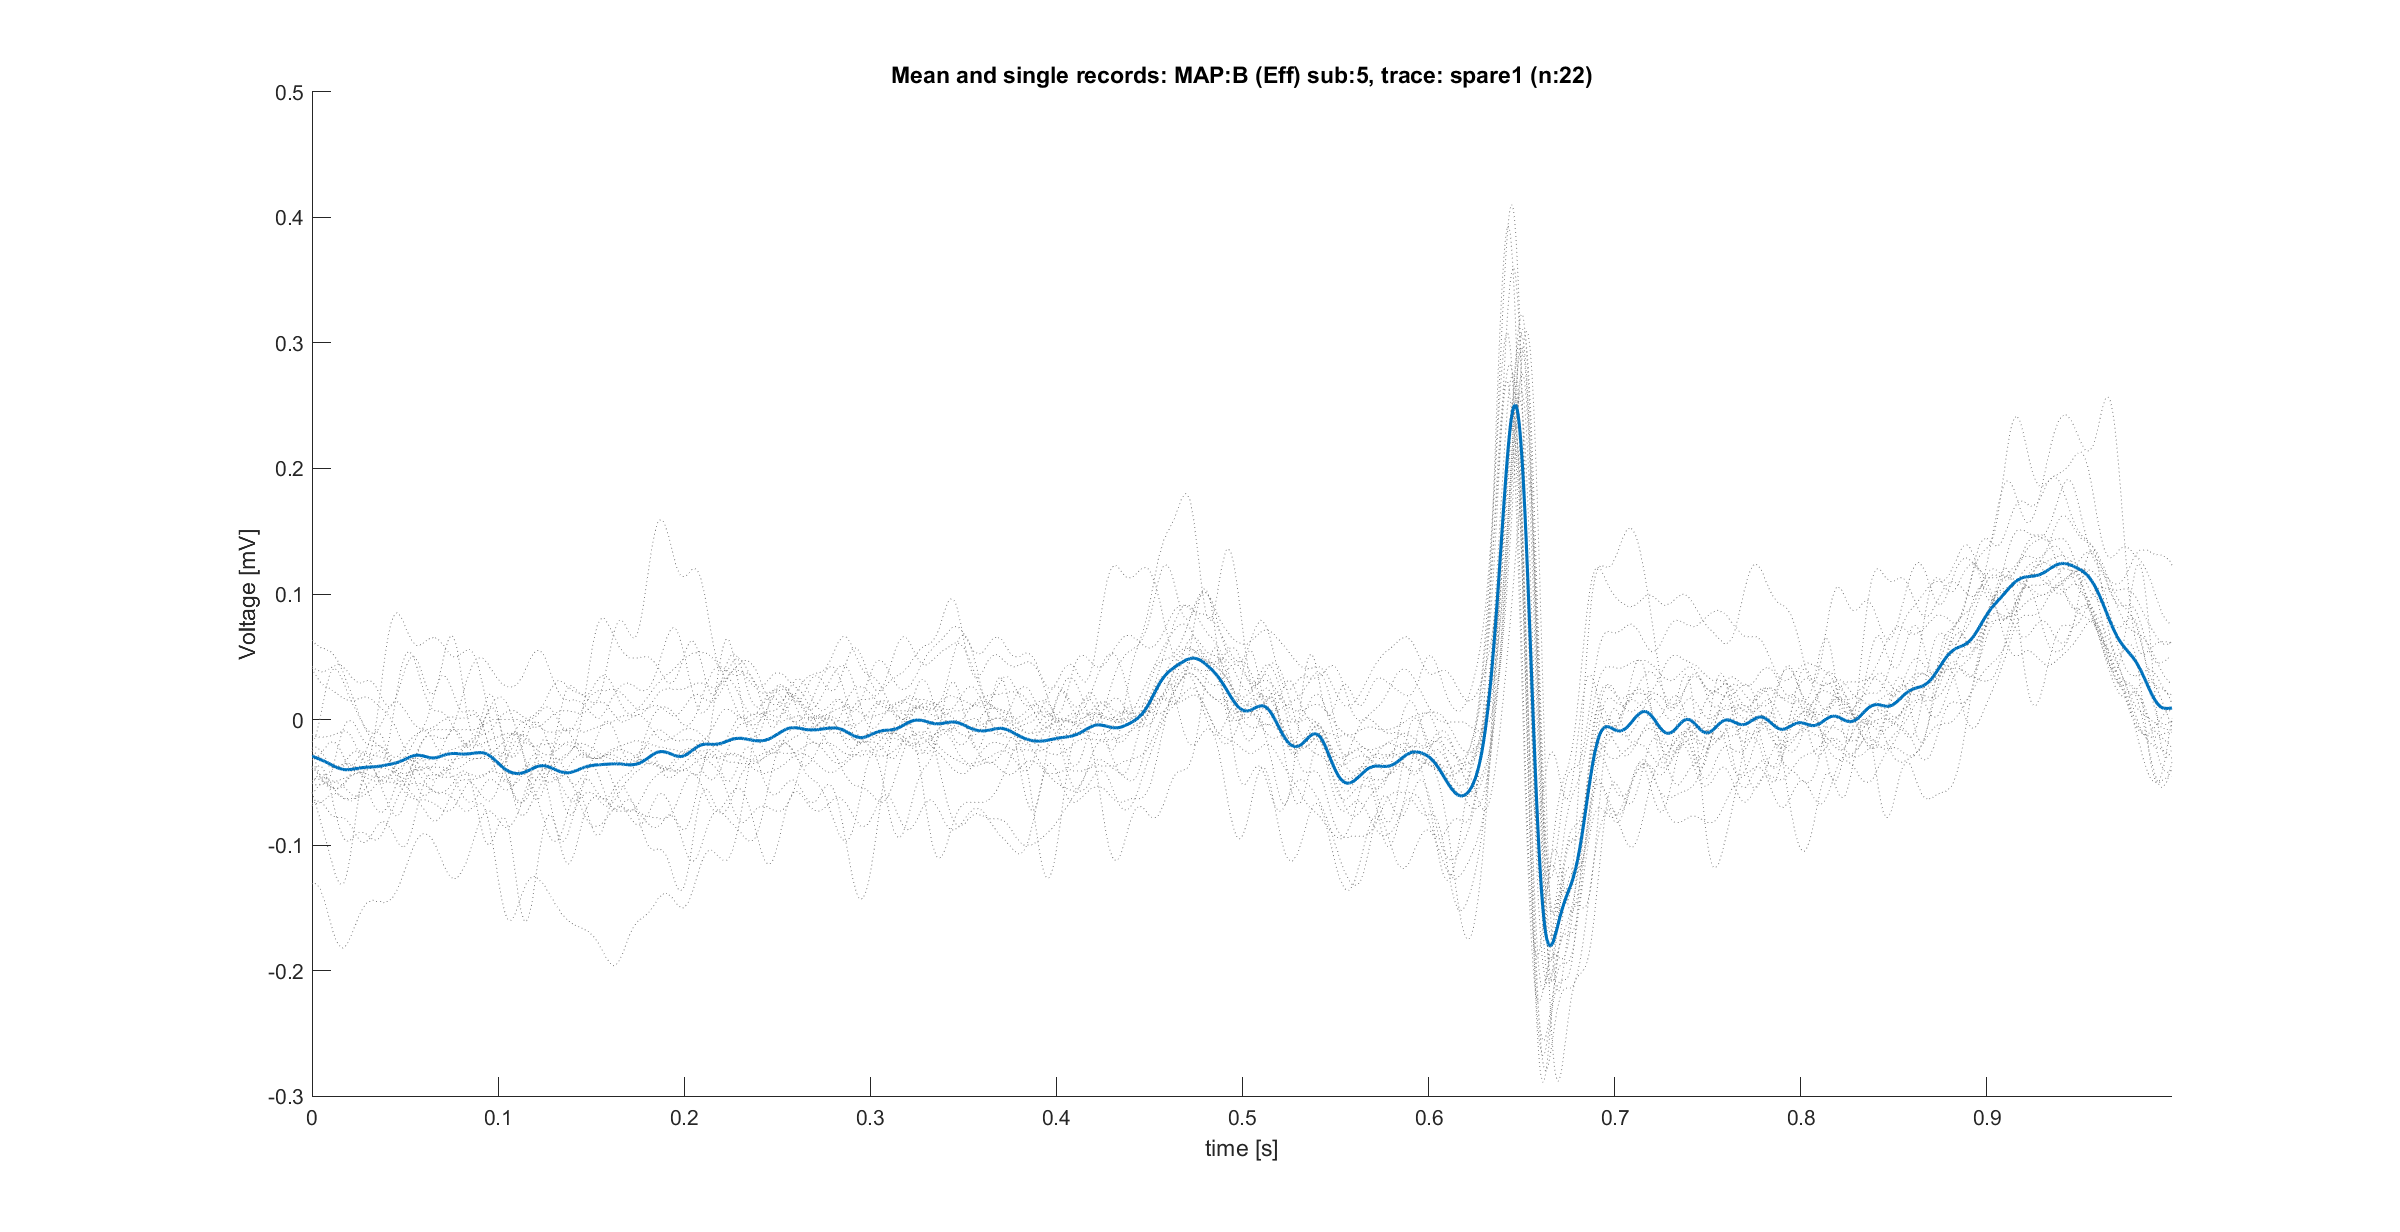 Mean and single records: MAP:B (Eff) sub:5, trace: spare1 (n:22)
0.5
0.4
0.3
0.2
0.1
0
-0.1
-0.2
-0.3
Voltage [mV]
0 0.1 0.2 0.3 0.4 0.5 0.6 0.7 0.8 0.9
time [s]